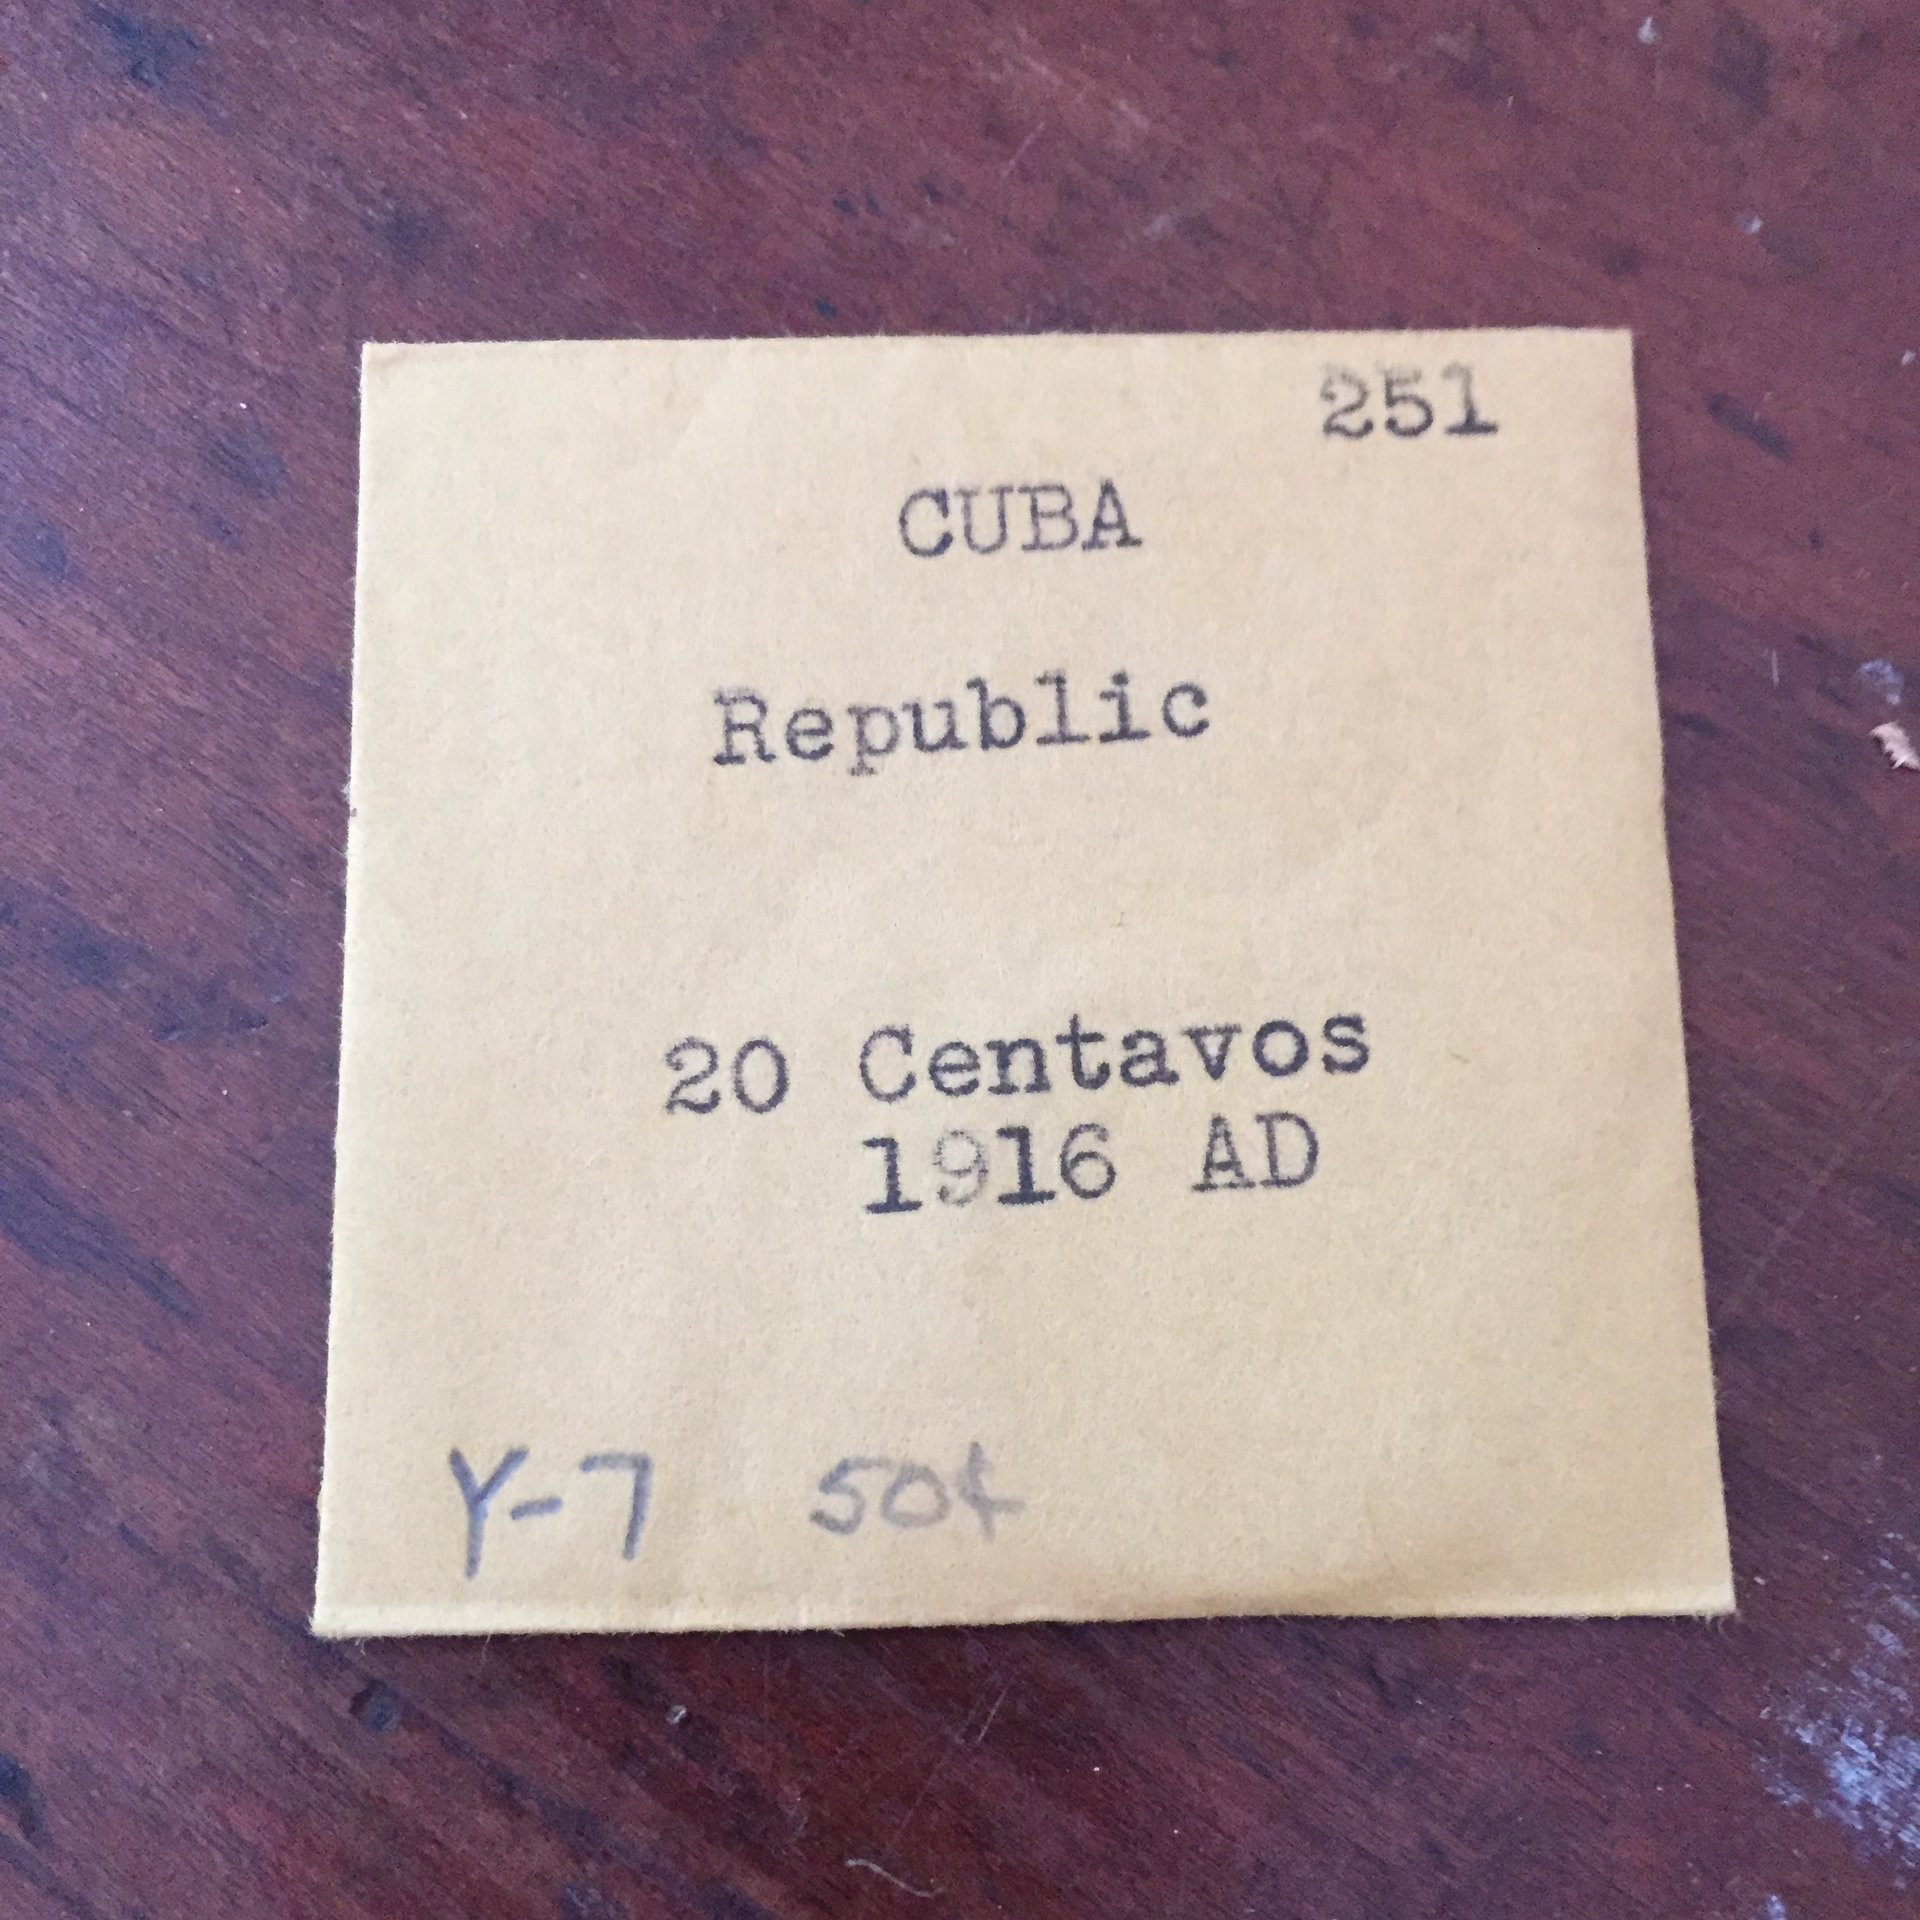 251
CUBA
Republic
20 Centavos
1916 AD
Y-7 50¢